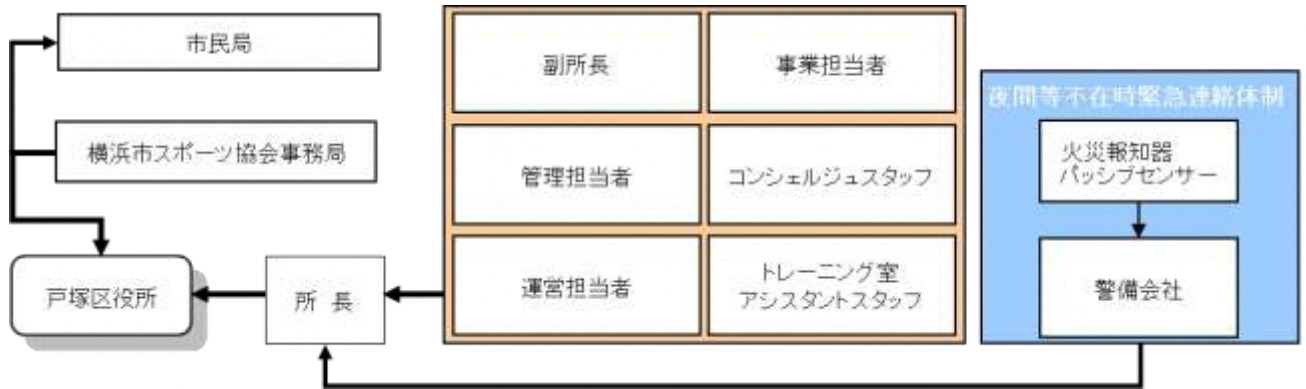 市民局
横浜市スポーツ協会事務局
戸塚区役所
所 長
副所長
事業担当者
管理担当者
コンシェルジュスタッフ
運営担当者
トレーニング室
アシスタントスタッフ
夜間等不在時緊急連絡体制
火災報知器
パッシブセンサー
警備会社